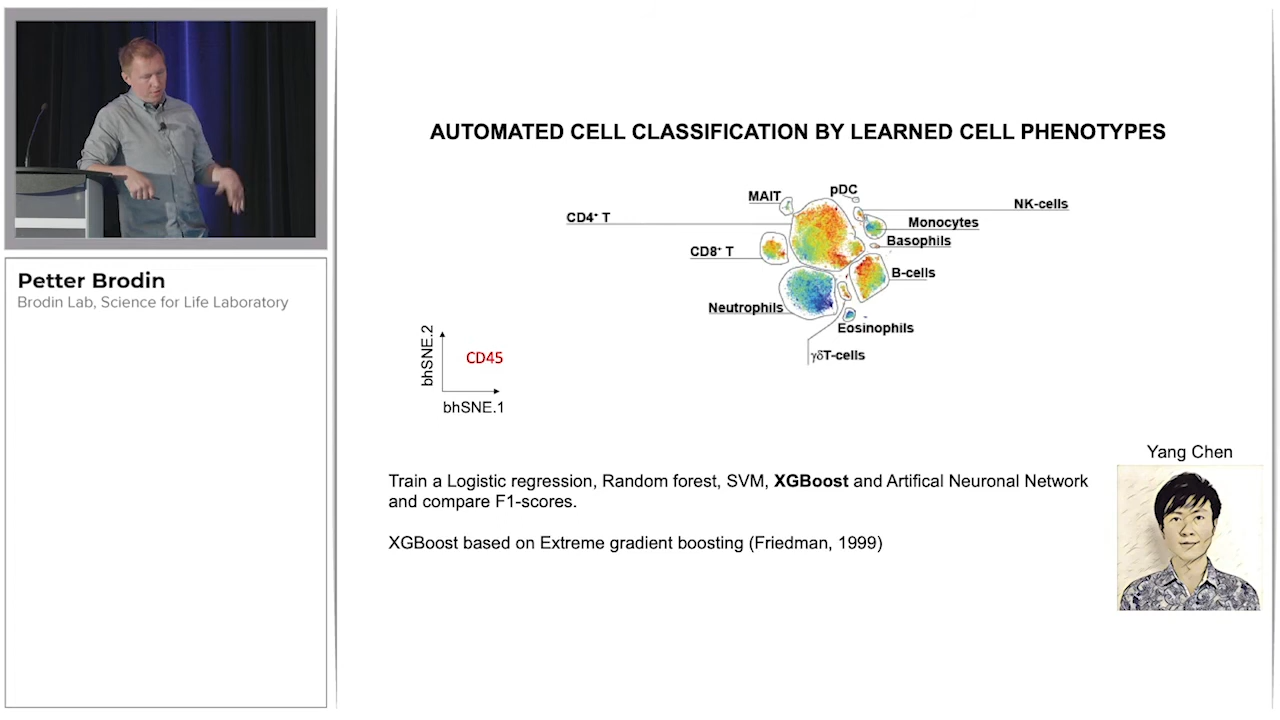 Petter Brodin
Brodin Lab, Science for Life Laboratory
AUTOMATED CELL CLASSIFICATION BY LEARNED CELL PHENOTYPES
MAIT
pDC
CD4⁺ T
NK-cells
Monocytes
Basophils
CD8⁺ T
B-cells
Neutrophils
Eosinophils
γδT-cells
bhSNE.2
CD45
bhSNE.1
Yang Chen
Train a Logistic regression, Random forest, SVM, XGBoost and Artifical Neuronal Network
and compare F1-scores.
XGBoost based on Extreme gradient boosting (Friedman, 1999)